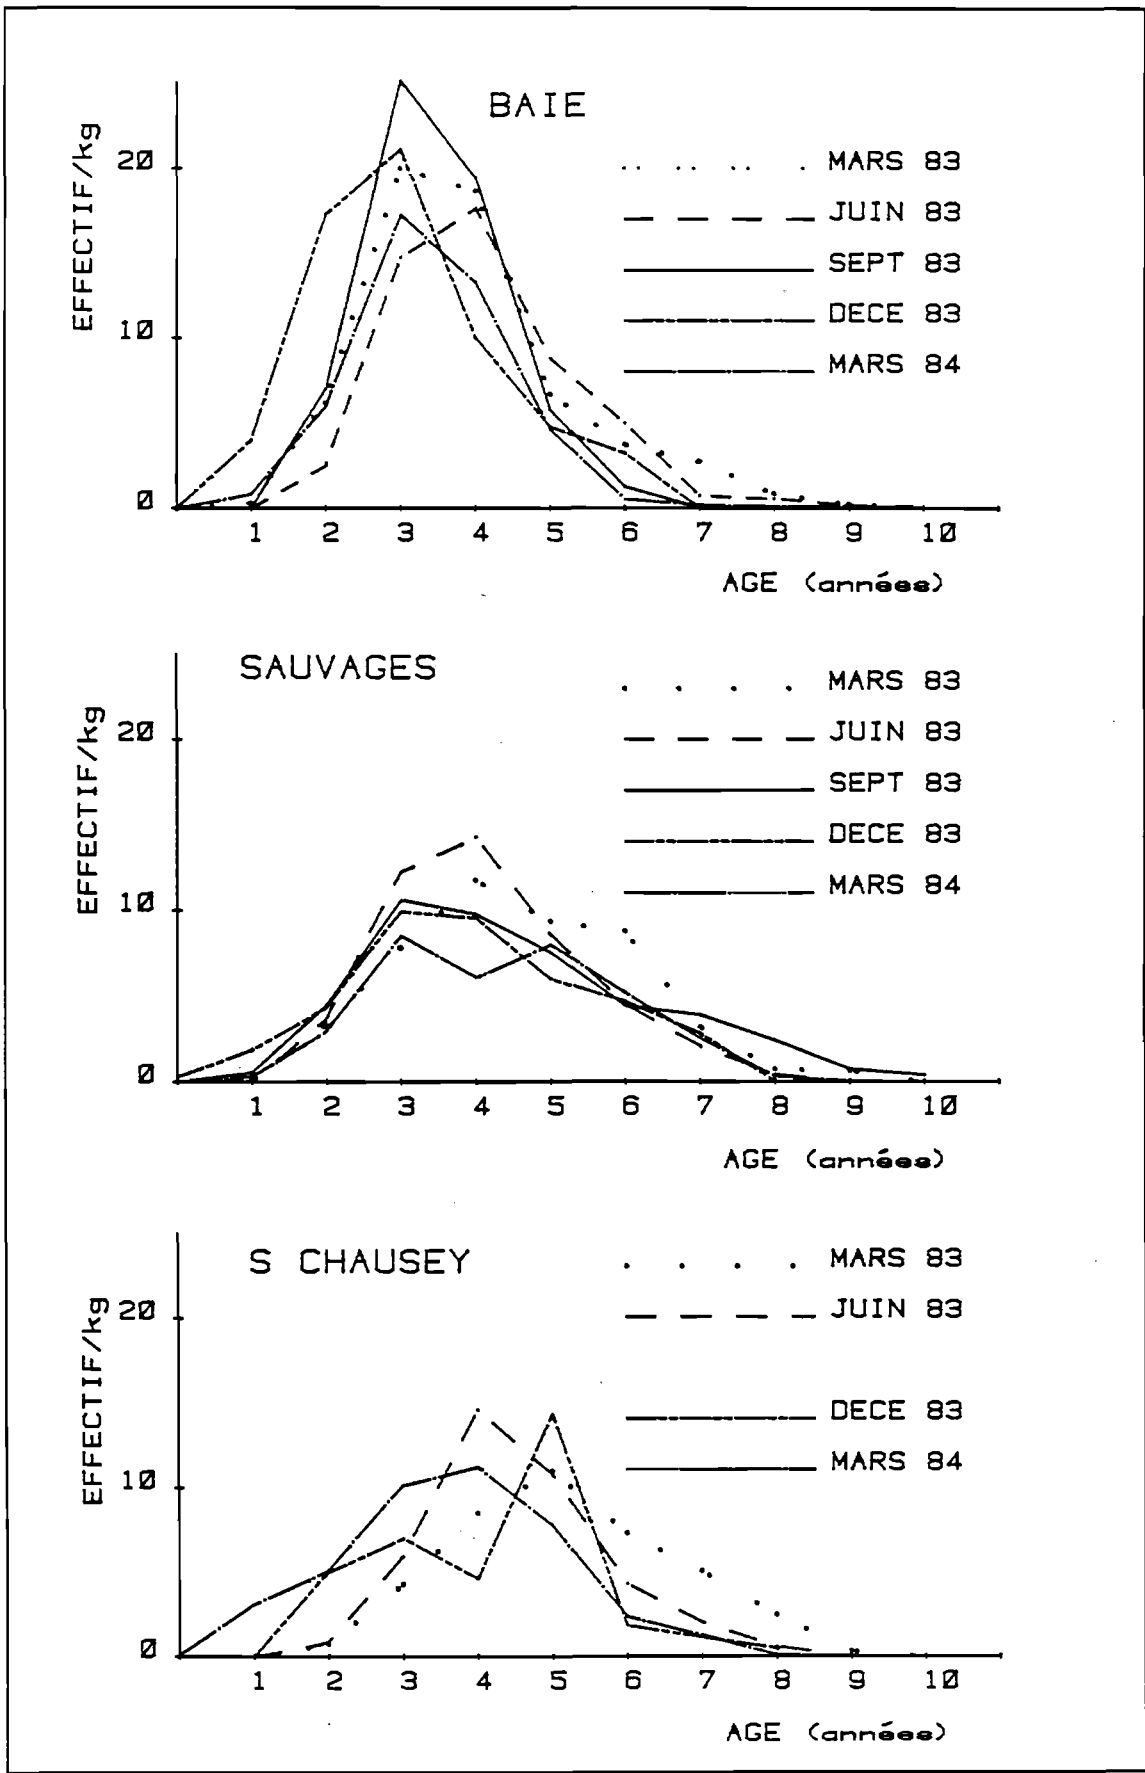 BAIE
EFFECTIF/kg
20
10
0
MARS 83
JUIN 83
SEPT 83
DECE 83
MARS 84
1 2 3 4 5 6 7 8 9 10
AGE (années)
SAUVAGES
EFFECTIF/kg
20
10
0
MARS 83
JUIN 83
SEPT 83
DECE 83
MARS 84
1 2 3 4 5 6 7 8 9 10
AGE (années)
S CHAUSEY
EFFECTIF/kg
20
10
0
MARS 83
JUIN 83
DECE 83
MARS 84
1 2 3 4 5 6 7 8 9 10
AGE (années)